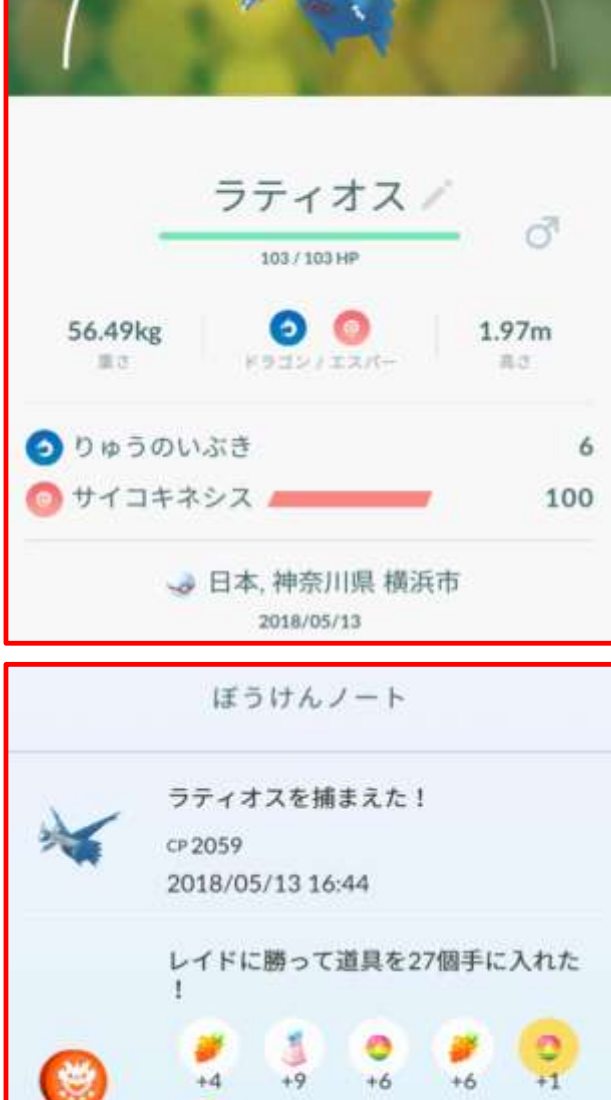 ラティオス
103 / 103 HP
56.49kg
重さ
ドラゴン / エスパー
1.97m
高さ
りゅうのいぶき 6
サイコキネシス 100
日本, 神奈川県 横浜市
2018/05/13
ぼうけんノート
ラティオスを捕まえた！
CP 2059
2018/05/13 16:44
レイドに勝って道具を27個手に入れた
！
+4 +9 +6 +6 +1